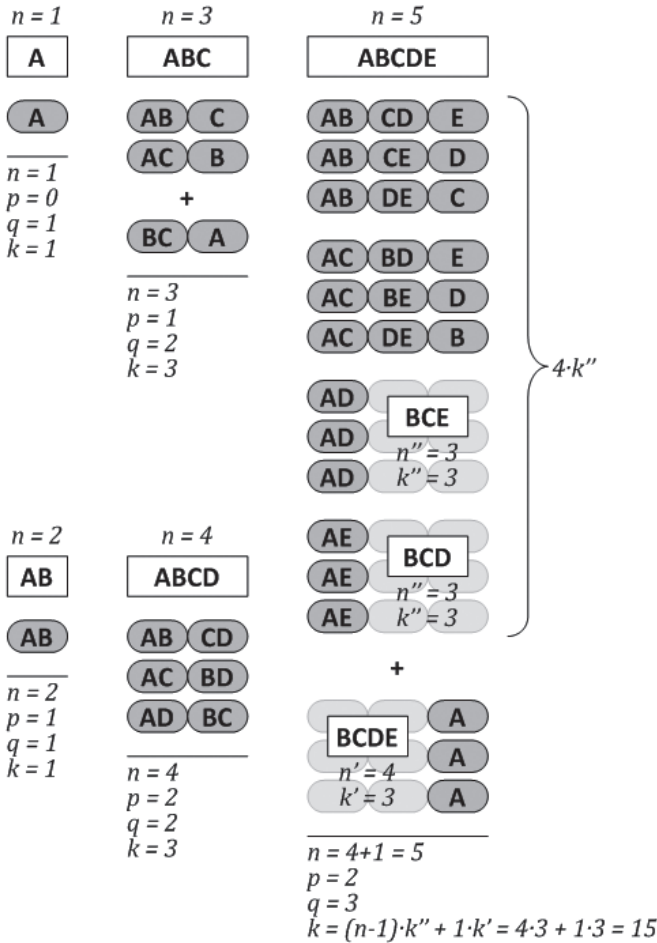 n = 1
A
A
n = 1
p = 0
q = 1
k = 1
n = 3
ABC
AB C
AC B
+
BC A
n = 3
p = 1
q = 2
k = 3
n = 5
ABCDE
AB CD E
AB CE D
AB DE C
AC BD E
AC BE D
AC DE B
AD
AD
AD
BCE
n″ = 3
k″ = 3
AE
AE
AE
BCD
n″ = 3
k″ = 3
4·k″
+
BCDE
n′ = 4
k′ = 3
A
A
A
n = 4+1 = 5
p = 2
q = 3
k = (n-1)·k″ + 1·k′ = 4·3 + 1·3 = 15
n = 2
AB
AB
n = 2
p = 1
q = 1
k = 1
n = 4
ABCD
AB CD
AC BD
AD BC
n = 4
p = 2
q = 2
k = 3